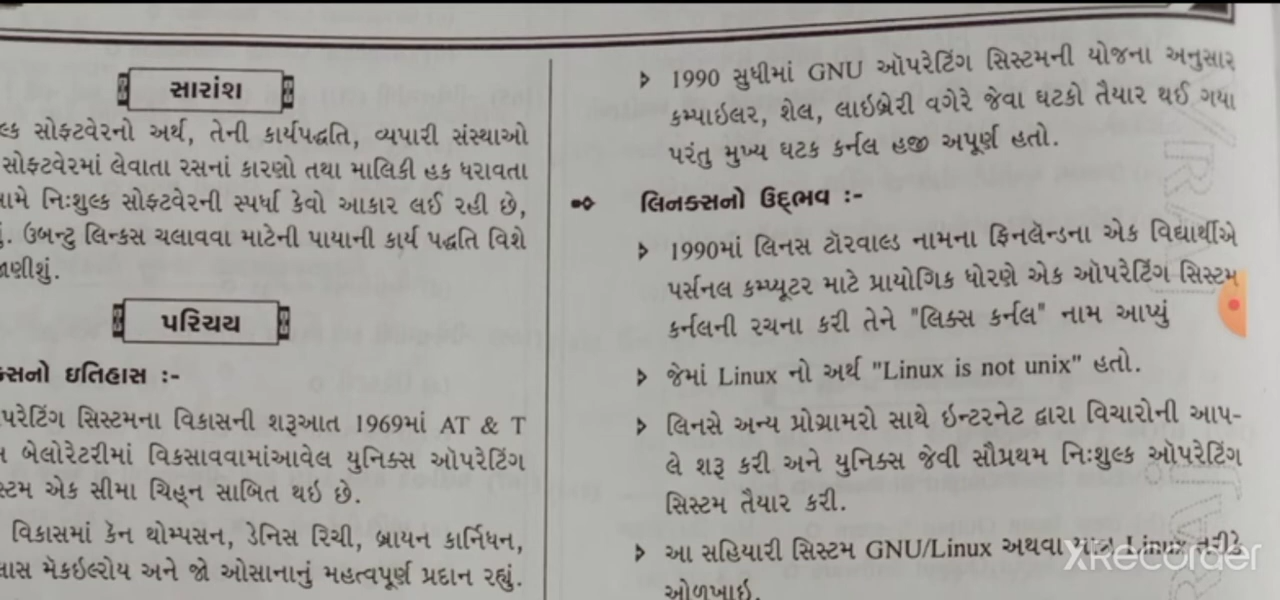 સારાંશ
સોફ્ટવેરનો અર્થ, તેની કાર્યપદ્ધતિ, વ્યપારી સંસ્થાઓ
સોફ્ટવેરમાં લેવાતા રસનાં કારણો તથા માલિકી હક ધરાવતા
નિઃશુલ્ક સોફ્ટવેરની સ્પર્ધા કેવો આકાર લઈ રહી છે,
ઉબન્ટુ લિન્કસ ચલાવવા માટેની પાયાની કાર્ય પદ્ધતિ વિશે
પરિચય
ઇતિહાસ :-
સિસ્ટમના વિકાસની શરૂઆત 1969માં AT & T
બેલોરેટરીમાં વિકસાવવામાંઆવેલ યુનિક્સ ઑપરેટિંગ
એક સીમા ચિહ્ન સાબિત થઇ છે.
વિકાસમાં કૅન થોમ્પસન, ડેનિસ રિચી, બ્રાયન કાર્નિધન,
મૅકઇલ્રોય અને જો ઓસાનાનું મહત્વપૂર્ણ પ્રદાન રહ્યું.
1990 સુધીમાં GNU ઑપરેટિંગ સિસ્ટમની યોજના અનુસાર
કમ્પાઇલર, શેલ, લાઇબ્રેરી વગેરે જેવા ઘટકો તૈયાર થઈ ગયા
પરંતુ મુખ્ય ઘટક કર્નલ હજી અપૂર્ણ હતો.
લિનક્સનો ઉદ્ભવ :-
1990માં લિનસ ટૉરવાલ્ડ નામના ફિનલૅન્ડના એક વિદ્યાર્થીએ
પર્સનલ કમ્પ્યૂટર માટે પ્રાયોગિક ધોરણે એક ઑપરેટિંગ સિસ્ટમ
કર્નલની રચના કરી તેને "લિક્સ કર્નલ" નામ આપ્યું
જેમાં Linux નો અર્થ "Linux is not unix" હતો.
લિનસે અન્ય પ્રોગ્રામરો સાથે ઇન્ટરનેટ દ્વારા વિચારોની આપ-
લે શરૂ કરી અને યુનિક્સ જેવી સૌપ્રથમ નિઃશુલ્ક ઑપરેટિંગ
સિસ્ટમ તૈયાર કરી.
આ સહિયારી સિસ્ટમ GNU/Linux અથવા માત્ર Linux તરીકે
ઓળખાઇ.
XRecorder